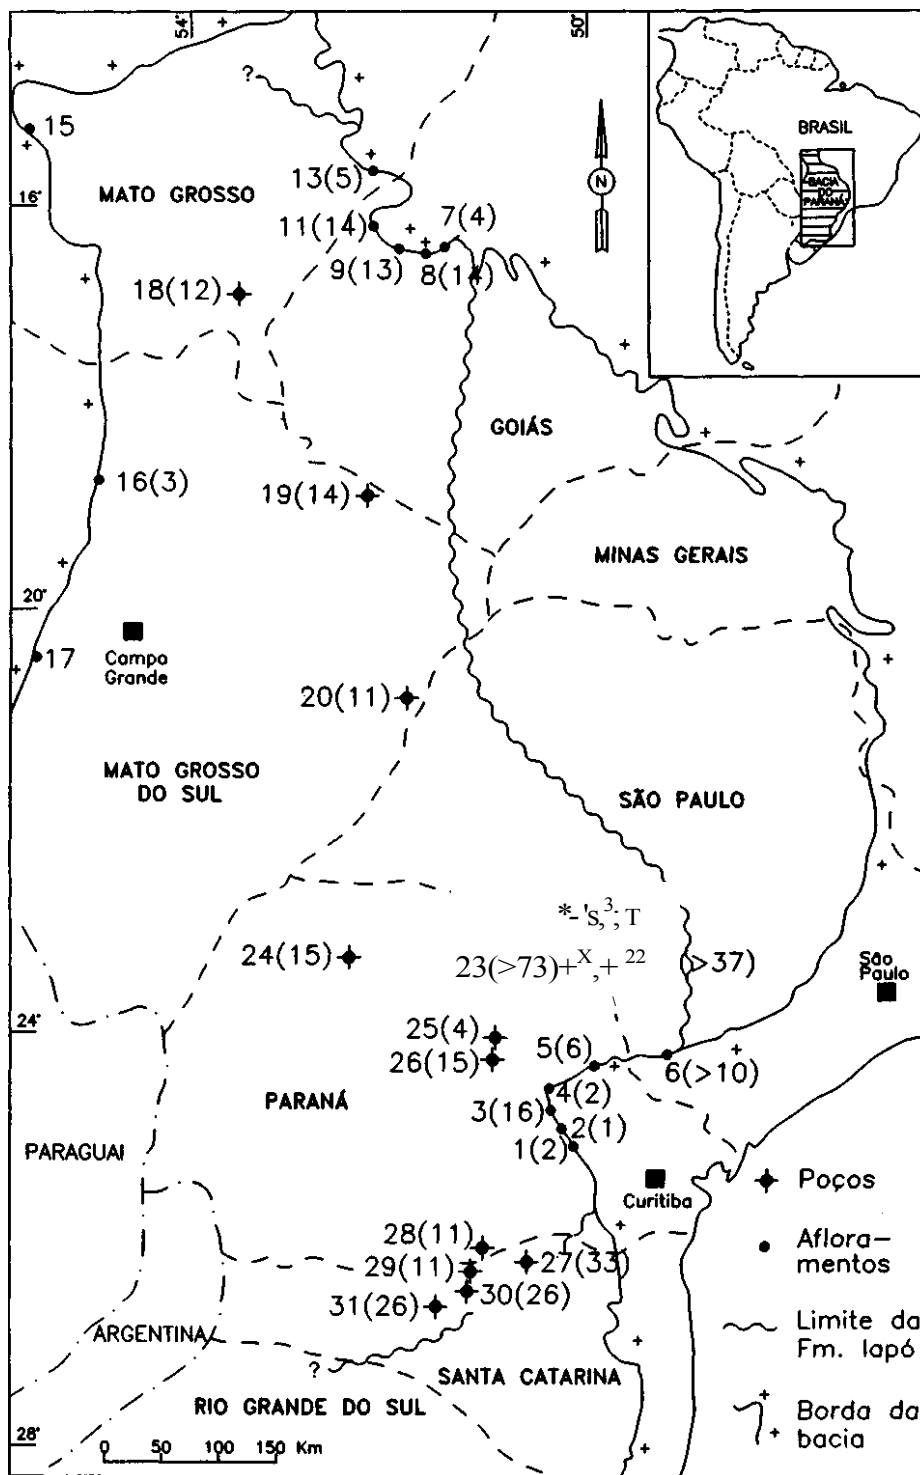 54°
50°
BRASIL
BACIA
DO
PARANÁ
N
15
MATO GROSSO
13(5)
16°
11(14)
7(4)
9(13)
8(14)
18(12)
GOIÁS
16(3)
19(14)
MINAS GERAIS
20°
17
Campo
Grande
20(11)
MATO GROSSO
DO SUL
SÃO PAULO
*- 's,³; T
24(15)
23(>73)+X,+ 22
(>37)
São
Paulo
24°
25(4)
5(6)
26(15)
6(>10)
4(2)
PARANÁ
3(16)
2(1)
1(2)
PARAGUAI
Curitiba
Poços
28(11)
Aflora–
mentos
29(11)
27(33)
30(26)
31(26)
ARGENTINA
Limite da
Fm. Iapó
?
?
SANTA CATARINA
RIO GRANDE DO SUL
Borda da
bacia
28°
0 50 100 150 Km